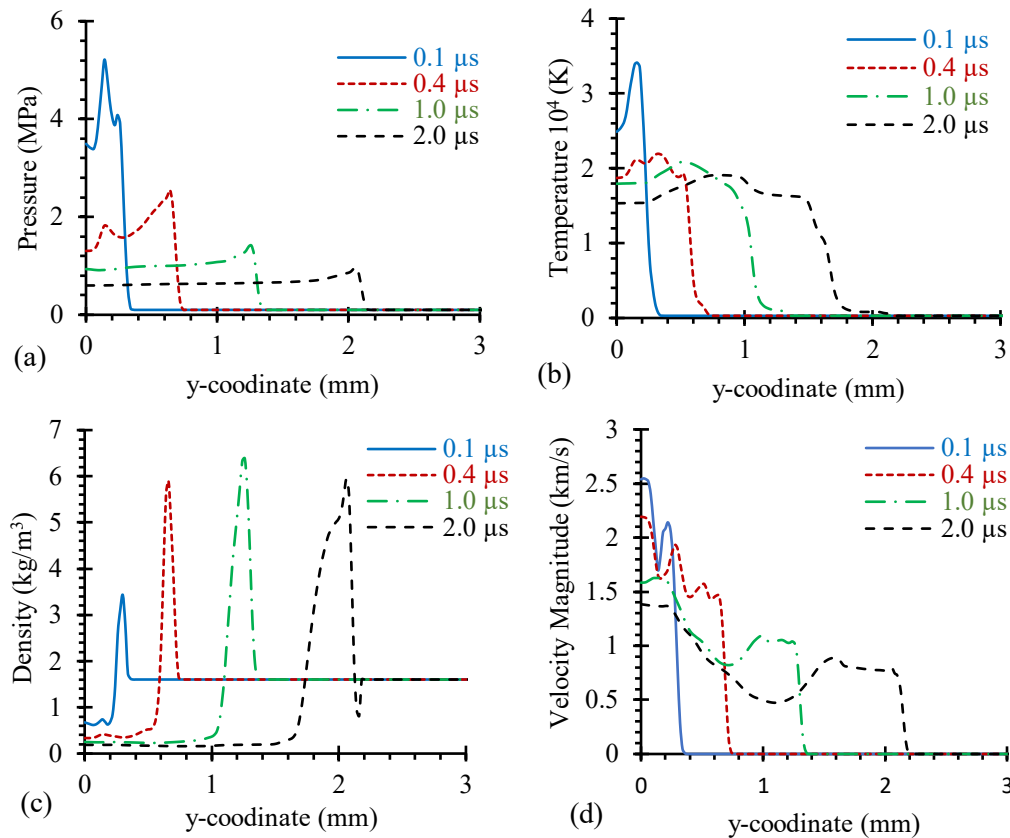 6
4
2
0
Pressure (MPa)
0.1 µs
0.4 µs
1.0 µs
2.0 µs
0 1 2 3
y-coodinate (mm)
(a)
4
3
2
1
0
Temperature 10⁴ (K)
0.1 µs
0.4 µs
1.0 µs
2.0 µs
0 1 2 3
y-coodinate (mm)
(b)
7
6
5
4
3
2
1
0
Density (kg/m³)
0.1 µs
0.4 µs
1.0 µs
2.0 µs
0 1 2 3
y-coodinate (mm)
(c)
3
2.5
2
1.5
1
0.5
0
Velocity Magnitude (km/s)
0.1 µs
0.4 µs
1.0 µs
2.0 µs
0 1 2 3
y-coodinate (mm)
(d)